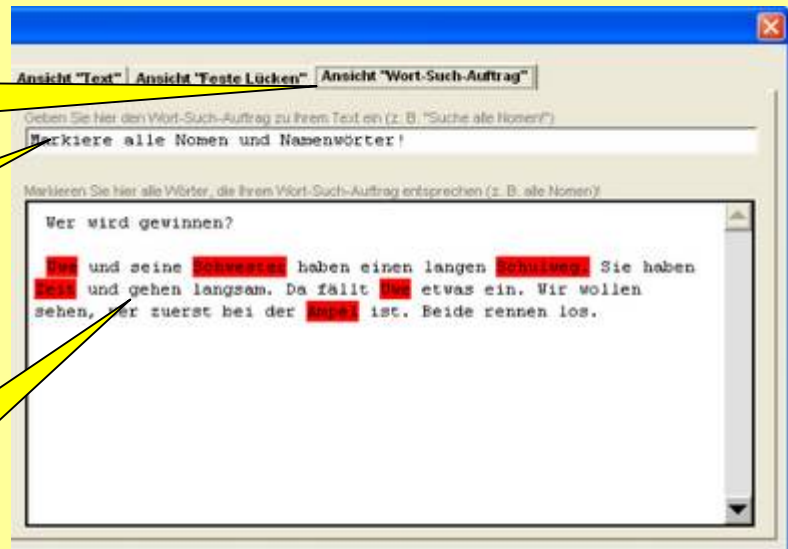 Ansicht "Text" Ansicht "Feste Lücken" Ansicht "Wort-Such-Auftrag"
Geben Sie hier den Wort-Such-Auftrag zu Ihrem Text ein (z. B. "Suche alle Nomen!")
Markiere alle Nomen und Namenwörter!
Markieren Sie hier alle Wörter, die Ihrem Wort-Such-Auftrag entsprechen (z. B. alle Nomen)!
Wer wird gewinnen?
Uwe und seine Schwester haben einen langen Schulweg. Sie haben
Zeit und gehen langsam. Da fällt Uwe etwas ein. Wir wollen
sehen, wer zuerst bei der Ampel ist. Beide rennen los.